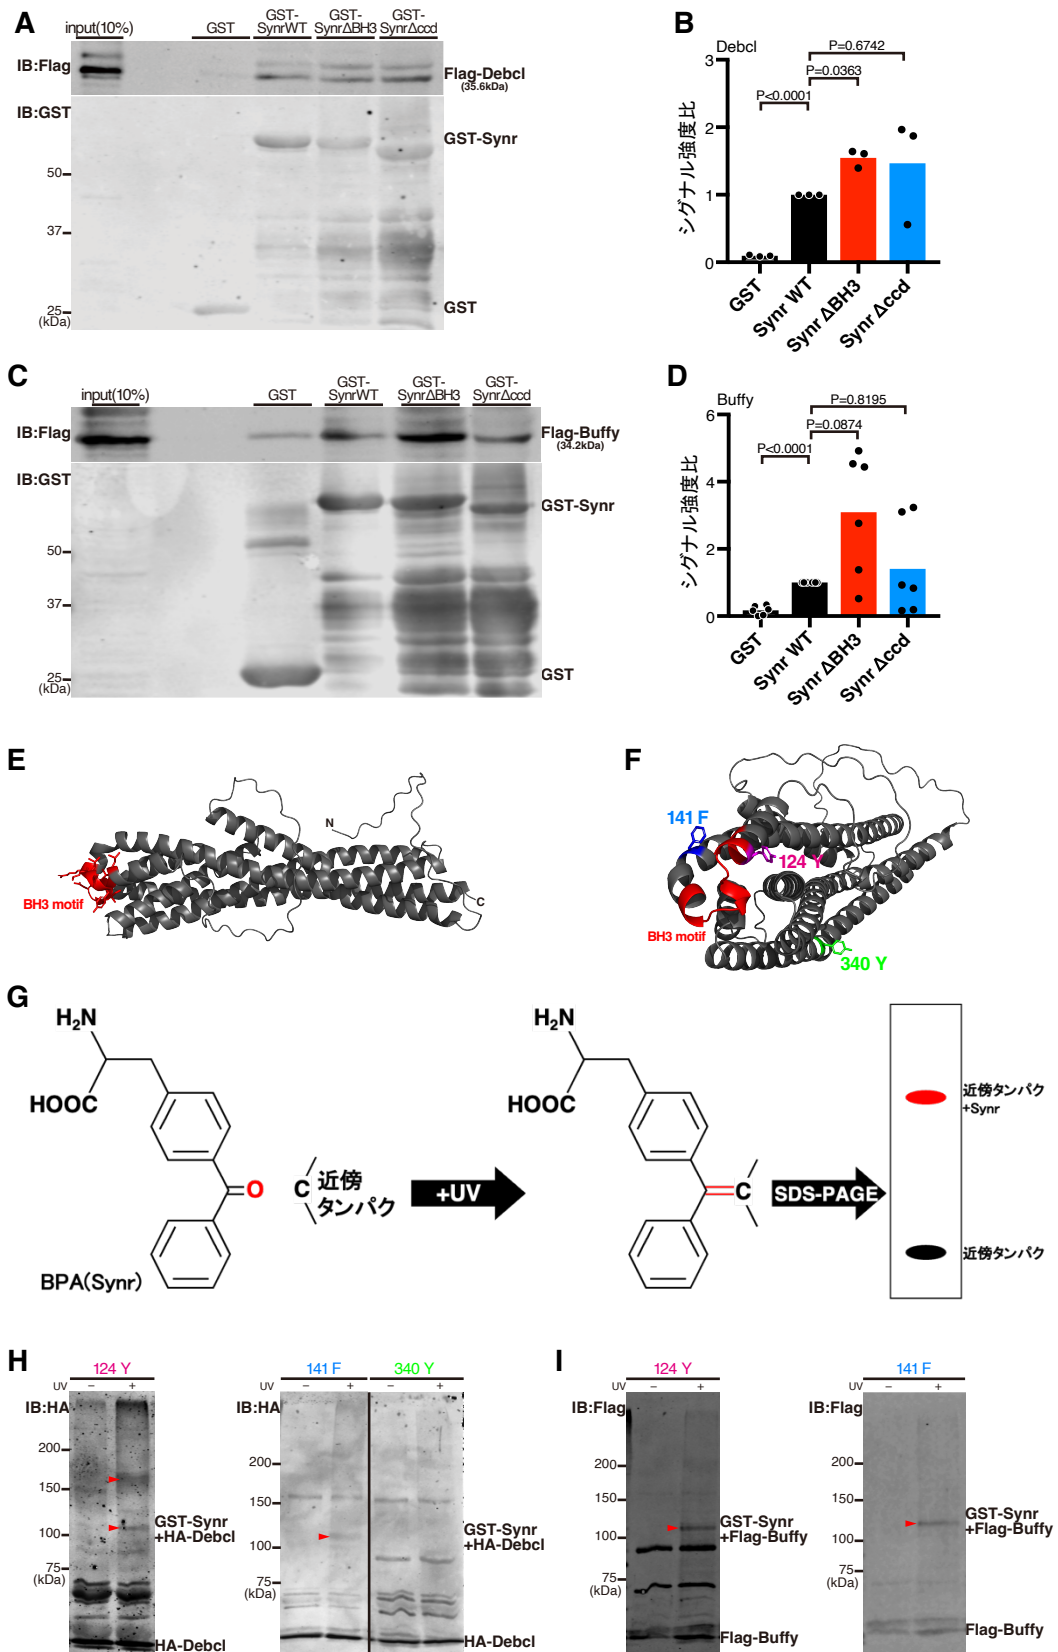 A
input(10%)
GST
GST-
SynrWT
GST-
SynrΔBH3
GST-
SynrΔccd
IB:Flag
Flag-Debcl
(35.6kDa)
IB:GST
GST-Synr
50
37
25
(kDa)
GST
B
Debcl
P=0.6742
P=0.0363
P<0.0001
シグナル強度比
3
2
1
0
GST
Synr WT
Synr ΔBH3
Synr Δccd
C
input(10%)
GST
GST-
SynrWT
GST-
SynrΔBH3
GST-
SynrΔccd
IB:Flag
Flag-Buffy
(34.2kDa)
IB:GST
GST-Synr
50
37
25
(kDa)
GST
D
Buffy
P=0.8195
P=0.0874
P<0.0001
シグナル強度比
6
4
2
0
GST
Synr WT
Synr ΔBH3
Synr Δccd
E
N
C
BH3 motif
F
141 F
124 Y
BH3 motif
340 Y
G
H₂N
HOOC
O
C
近傍
タンパク
BPA(Synr)
+UV
H₂N
HOOC
C
SDS-PAGE
近傍タンパク
+Synr
近傍タンパク
H
124 Y
UV − +
IB:HA
200
150
100
75
(kDa)
GST-Synr
+HA-Debcl
HA-Debcl
141 F
340 Y
UV − + − +
IB:HA
200
150
100
75
(kDa)
GST-Synr
+HA-Debcl
HA-Debcl
I
124 Y
UV − +
IB:Flag
200
150
100
75
(kDa)
GST-Synr
+Flag-Buffy
Flag-Buffy
141 F
UV − +
IB:Flag
200
150
100
75
(kDa)
GST-Synr
+Flag-Buffy
Flag-Buffy